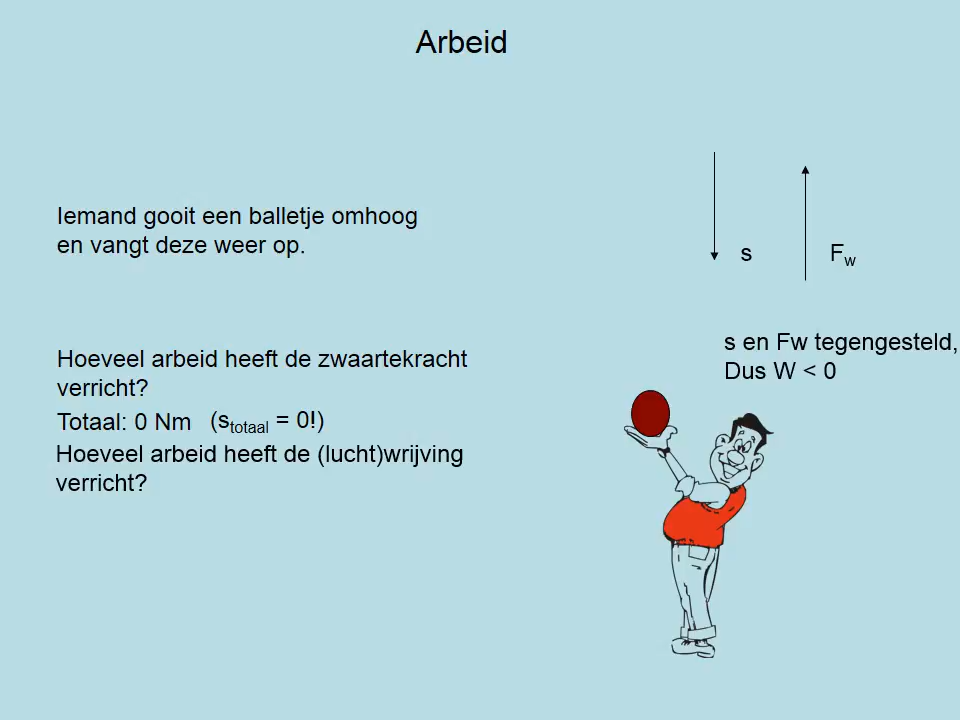 Arbeid
Iemand gooit een balletje omhoog
en vangt deze weer op.
s
Fw
s en Fw tegengesteld,
Dus W < 0
Hoeveel arbeid heeft de zwaartekracht
verricht?
Totaal: 0 Nm (stotaal = 0!)
Hoeveel arbeid heeft de (lucht)wrijving
verricht?